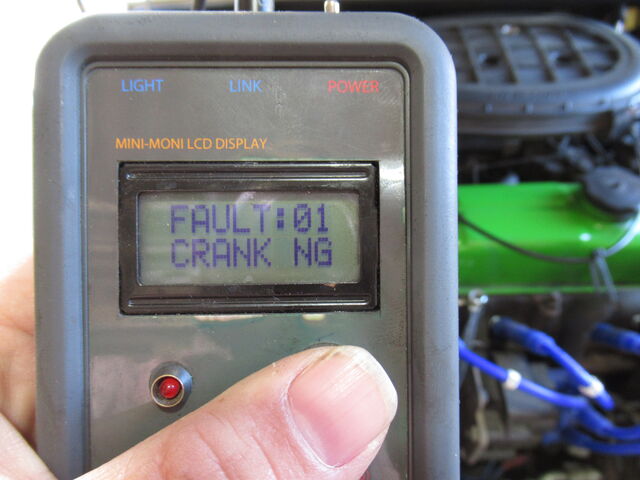 LIGHT LINK POWER
MINI-MONI LCD DISPLAY
FAULT:01
CRANK NG